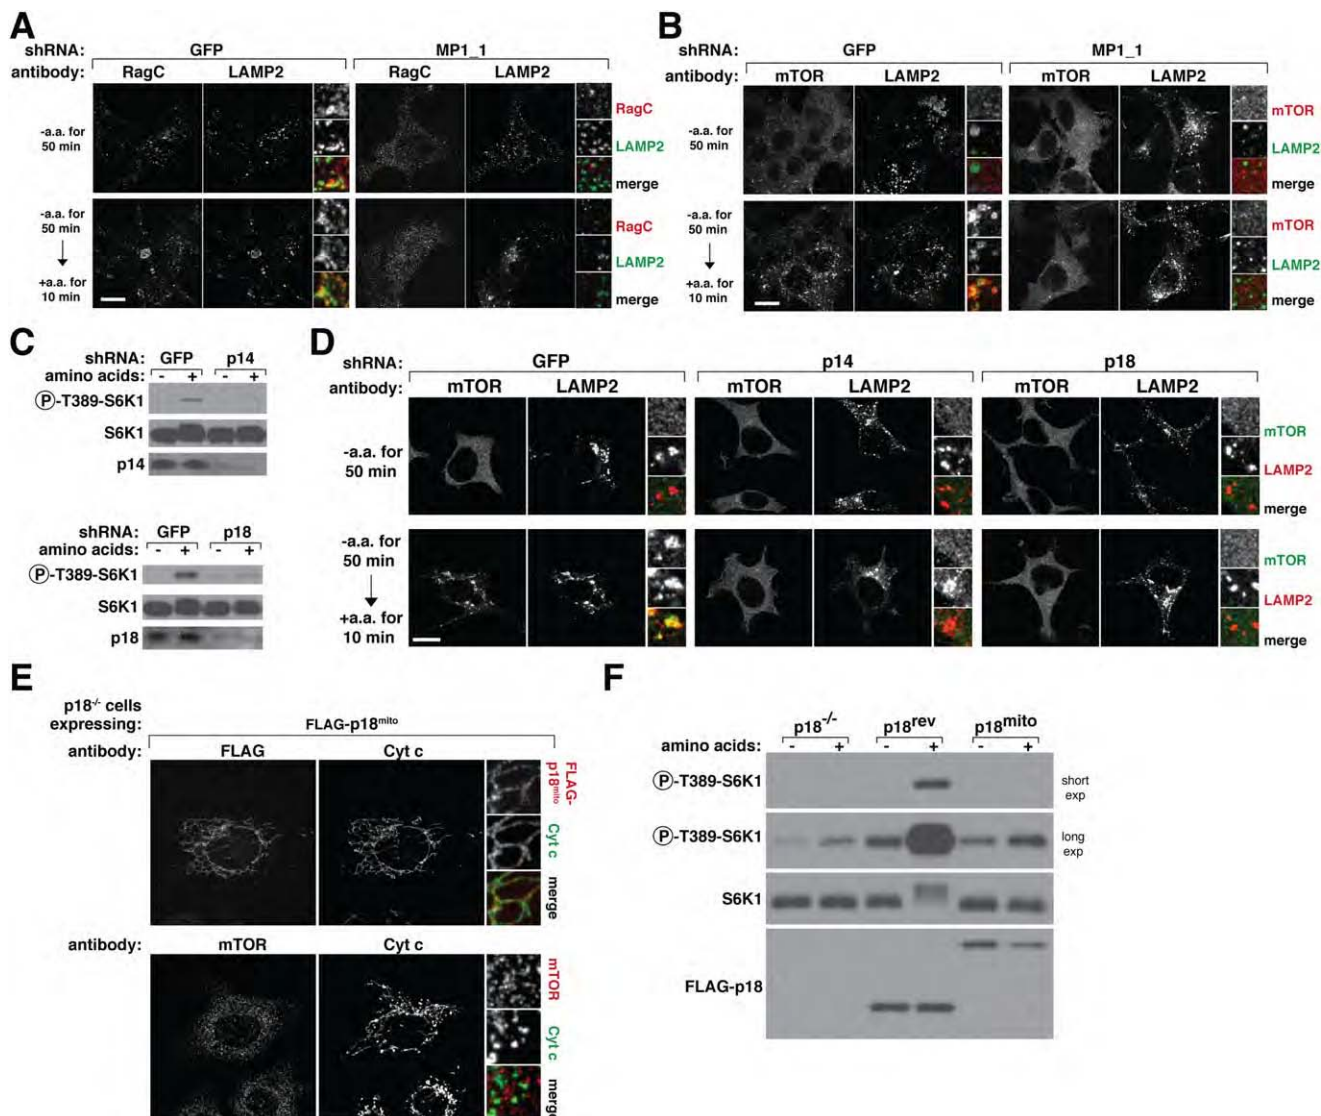 A
shRNA: GFP MP1_1
antibody: RagC LAMP2 RagC LAMP2
-a.a. for
50 min
RagC
LAMP2
merge
-a.a. for
50 min
+a.a. for
10 min
RagC
LAMP2
merge
B
shRNA: GFP MP1_1
antibody: mTOR LAMP2 mTOR LAMP2
-a.a. for
50 min
mTOR
LAMP2
merge
-a.a. for
50 min
+a.a. for
10 min
mTOR
LAMP2
merge
C
shRNA: GFP p14
amino acids: - + - +
Ⓟ-T389-S6K1
S6K1
p14
shRNA: GFP p18
amino acids: - + - +
Ⓟ-T389-S6K1
S6K1
p18
D
shRNA: GFP p14 p18
antibody: mTOR LAMP2 mTOR LAMP2 mTOR LAMP2
-a.a. for
50 min
mTOR
LAMP2
merge
-a.a. for
50 min
+a.a. for
10 min
mTOR
LAMP2
merge
E
p18-/- cells
expressing: FLAG-p18mito
antibody: FLAG Cyt c
FLAG-
p18mito
Cyt c
merge
antibody: mTOR Cyt c
mTOR
Cyt c
merge
F
p18-/- p18rev p18mito
amino acids: - + - + - +
Ⓟ-T389-S6K1 short
exp
Ⓟ-T389-S6K1 long
exp
S6K1
FLAG-p18